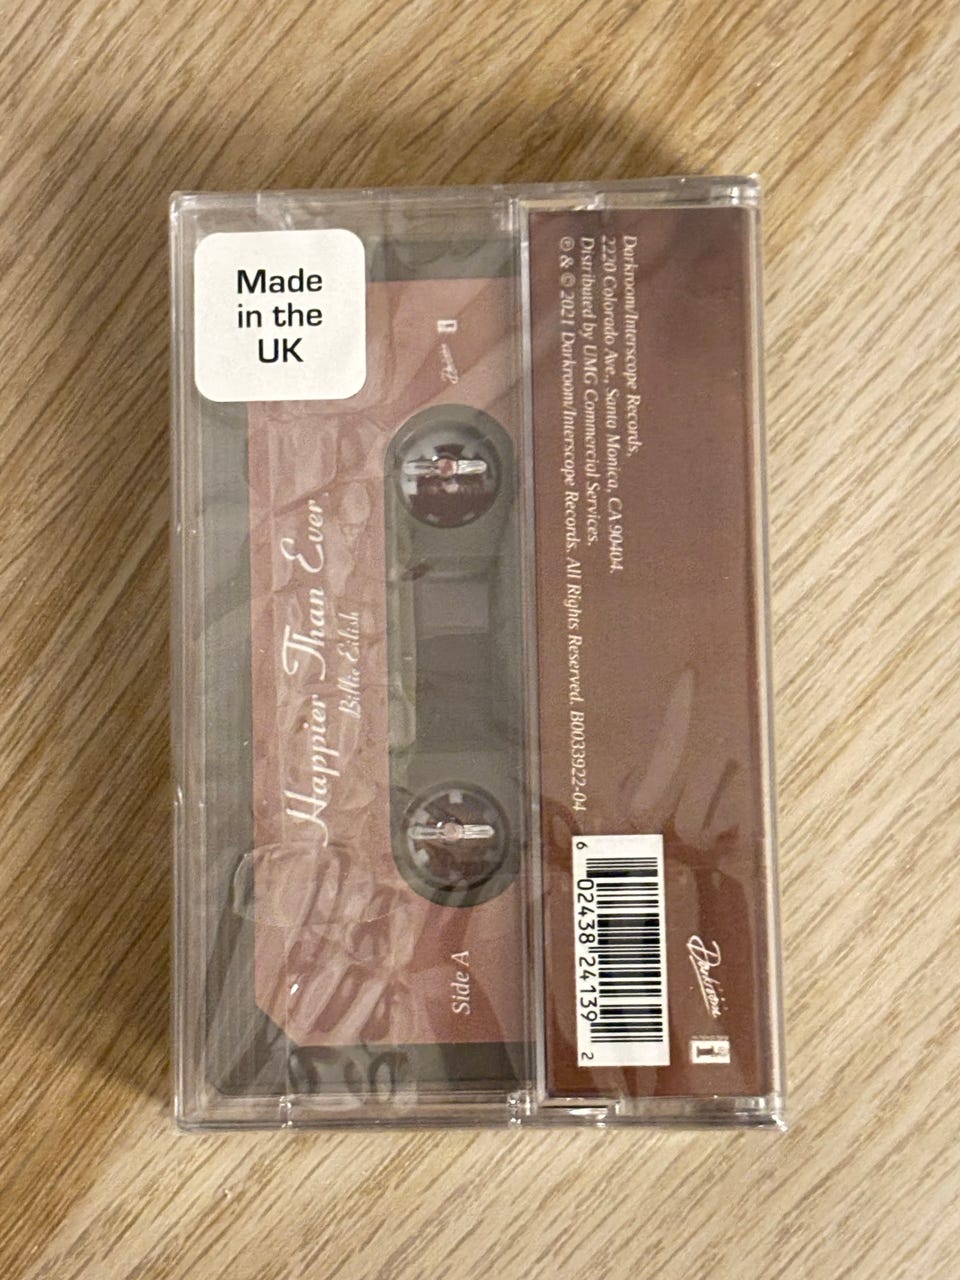 Made
in the
UK
Happier Than Ever
Billie Eilish
Side A
Darkroom/Interscope Records,
2220 Colorado Ave., Santa Monica, CA 90404.
Distributed by UMG Commercial Services.
℗ & © 2021 Darkroom/Interscope Records. All Rights Reserved. B0033922-04
6 02438 24139 2
Darkroom